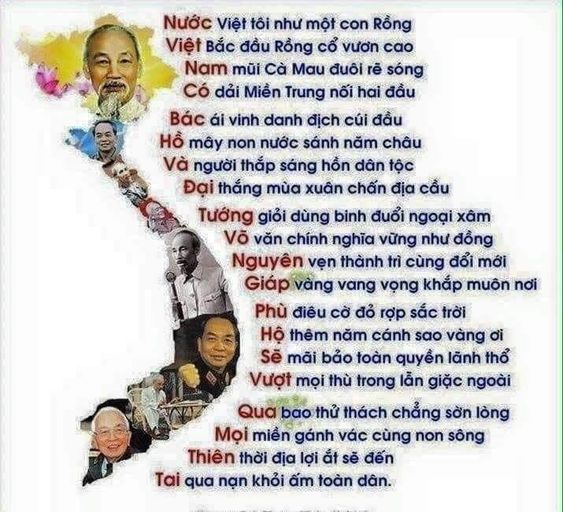 Nước Việt tôi như một con Rồng
Việt Bắc đầu Rồng cổ vươn cao
Nam mũi Cà Mau đuôi rẽ sóng
Có dải Miền Trung nối hai đầu
Bác ái vinh danh địch cúi đầu
Hồ mây non nước sánh năm châu
Và người thắp sáng hồn dân tộc
Đại thắng mùa xuân chấn địa cầu
Tướng giỏi dùng binh đuổi ngoại xâm
Võ văn chính nghĩa vững như đồng
Nguyên vẹn thành trì cùng đổi mới
Giáp vàng vang vọng khắp muôn nơi
Phù điêu cờ đỏ rợp sắc trời
Hộ thêm năm cánh sao vàng ơi
Sẽ mãi bảo toàn quyền lãnh thổ
Vượt mọi thù trong lẫn giặc ngoài
Qua bao thử thách chẳng sờn lòng
Mọi miền gánh vác cùng non sông
Thiên thời địa lợi ắt sẽ đến
Tai qua nạn khỏi ấm toàn dân.